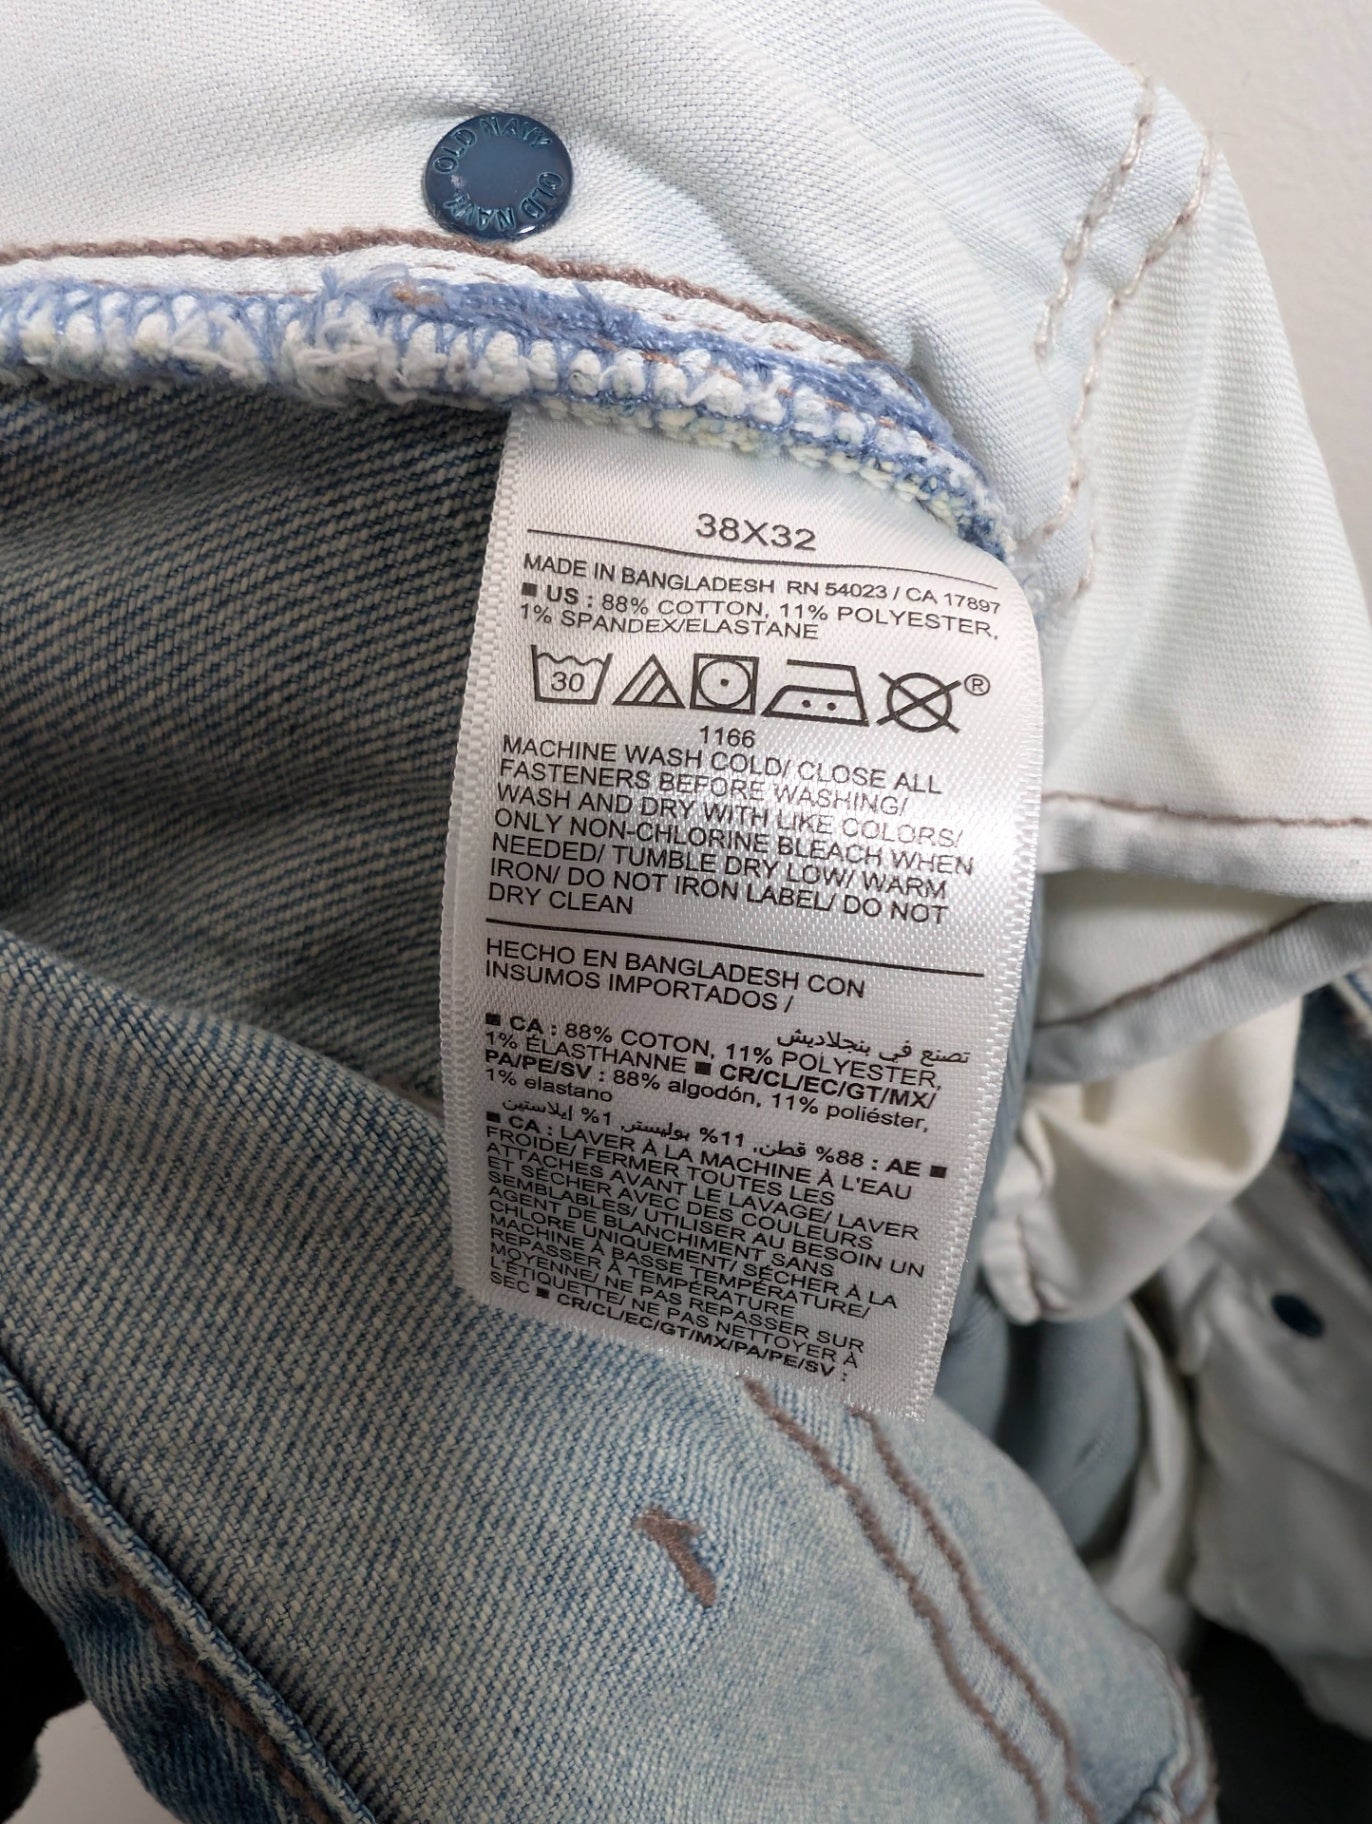 OLD NAVY OLD NAVY
38X32
MADE IN BANGLADESH RN 54023 / CA 17897
■ US : 88% COTTON, 11% POLYESTER,
1% SPANDEX/ELASTANE
30
®
1166
MACHINE WASH COLD/ CLOSE ALL
FASTENERS BEFORE WASHING/
WASH AND DRY WITH LIKE COLORS/
ONLY NON-CHLORINE BLEACH WHEN
NEEDED/ TUMBLE DRY LOW/ WARM
IRON/ DO NOT IRON LABEL/ DO NOT
DRY CLEAN
HECHO EN BANGLADESH CON
INSUMOS IMPORTADOS /
تصنع في بنجلاديش
■ CA : 88% COTON, 11% POLYESTER,
1% ÉLASTHANNE ■ CR/CL/EC/GT/MX/
PA/PE/SV : 88% algodón, 11% poliéster,
1% elastano
■ AE : 88% قطن, 11% بوليستر, 1% إيلاستين
■ CA : LAVER À LA MACHINE À L'EAU
FROIDE/ FERMER TOUTES LES
ATTACHES AVANT LE LAVAGE/ LAVER
ET SÉCHER AVEC DES COULEURS
SEMBLABLES/ UTILISER AU BESOIN UN
AGENT DE BLANCHIMENT SANS
CHLORE UNIQUEMENT/ SÉCHER À LA
MACHINE À BASSE TEMPÉRATURE/
REPASSER À TEMPÉRATURE
MOYENNE/ NE PAS REPASSER SUR
L'ÉTIQUETTE/ NE PAS NETTOYER À
SEC ■ CR/CL/EC/GT/MX/PA/PE/SV :